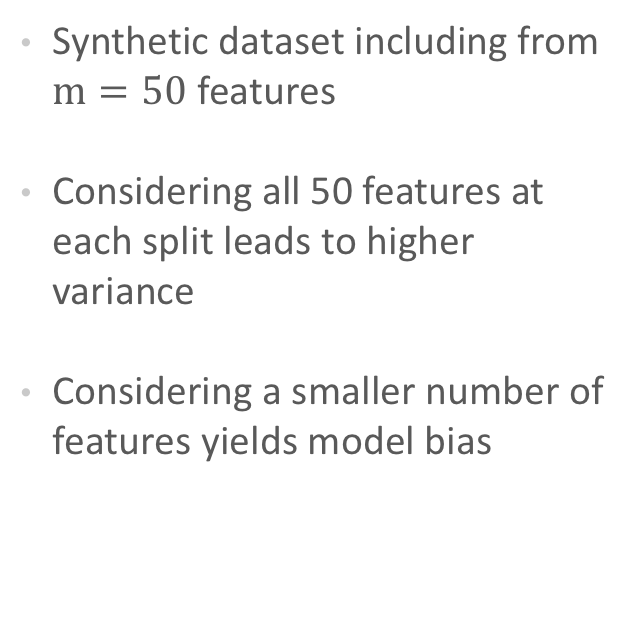 • Synthetic dataset including from
m = 50 features
• Considering all 50 features at
each split leads to higher
variance
• Considering a smaller number of
features yields model bias